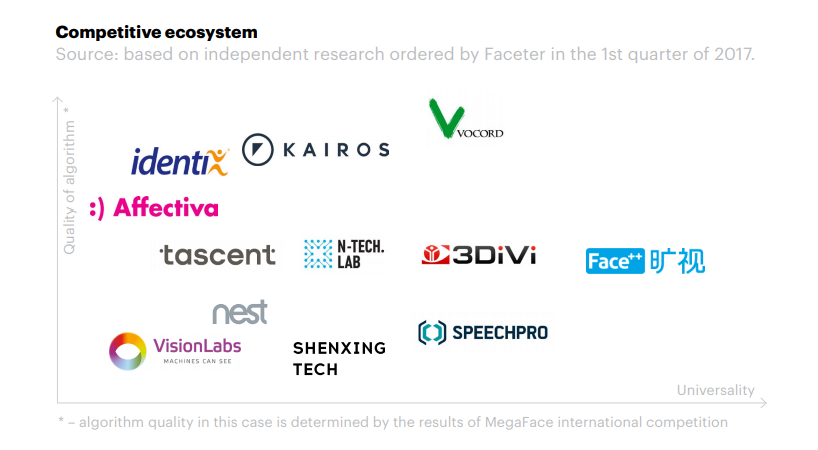 Competitive ecosystem
Source: based on independent research ordered by Faceter in the 1st quarter of 2017.
Quality of algorithm *
VOCORD
identix
KAIROS
:) Affectiva
tascent
N-TECH.
LAB
3DiVi
Face++ 旷视
nest
VisionLabs
MACHINES CAN SEE
SHENXING
TECH
SPEECHPRO
Universality
* – algorithm quality in this case is determined by the results of MegaFace international competition